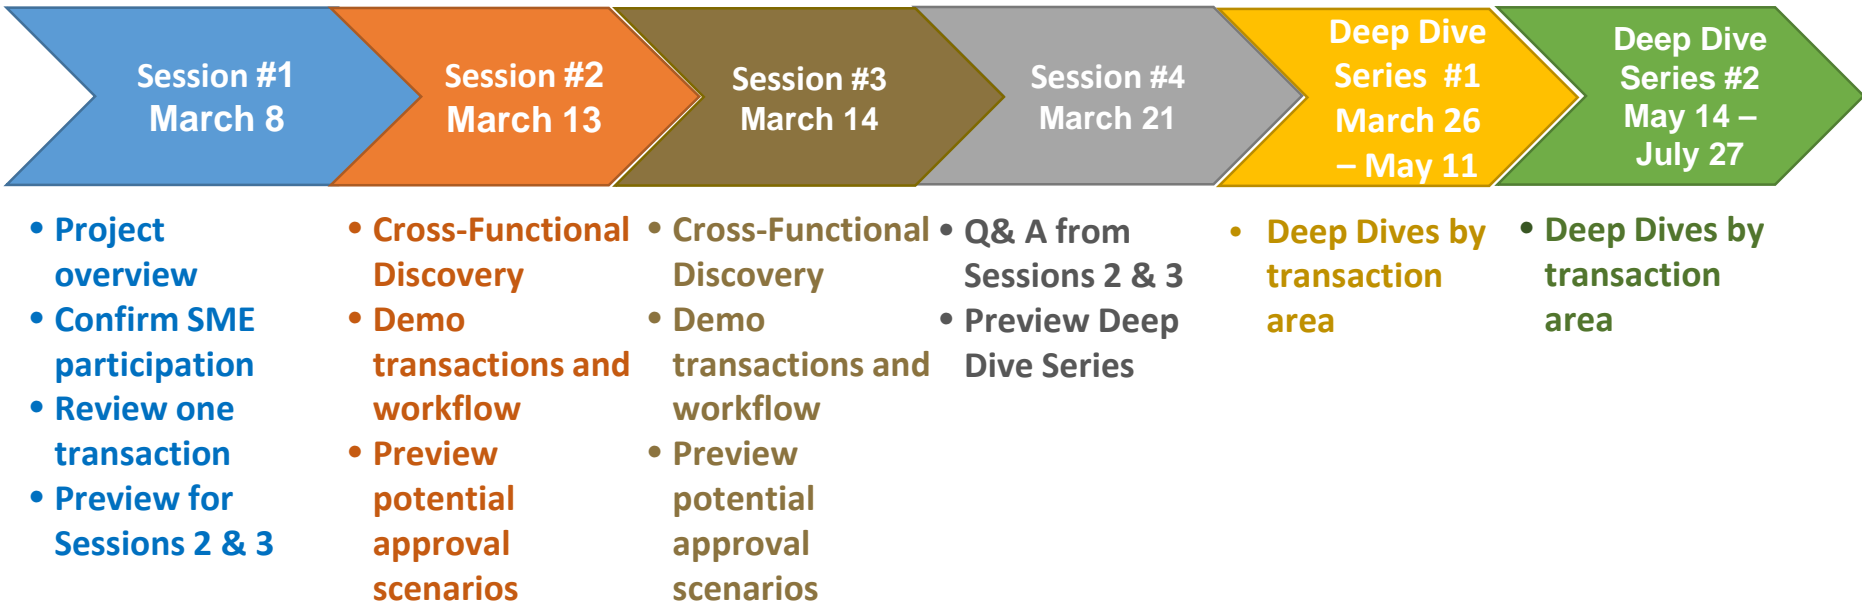 Session #1
March 8
Session #2
March 13
Session #3
March 14
Session #4
March 21
Deep Dive
Series #1
March 26
– May 11
Deep Dive
Series #2
May 14 –
July 27
• Project
overview
• Confirm SME
participation
• Review one
transaction
• Preview for
Sessions 2 & 3
• Cross-Functional
Discovery
• Demo
transactions and
workflow
• Preview
potential
approval
scenarios
• Cross-Functional
Discovery
• Demo
transactions and
workflow
• Preview
potential
approval
scenarios
• Q& A from
Sessions 2 & 3
• Preview Deep
Dive Series
• Deep Dives by
transaction
area
• Deep Dives by
transaction
area